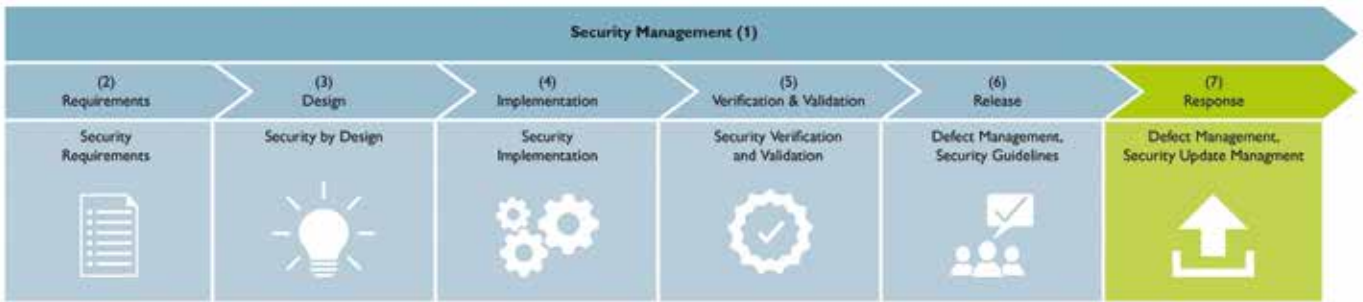 Security Management (1)
(2)
Requirements
(3)
Design
(4)
Implementation
(5)
Verification & Validation
(6)
Release
(7)
Response
Security
Requirements
Security by Design
Security
Implementation
Security Verification
and Validation
Defect Management,
Security Guidelines
Defect Management,
Security Update Managment